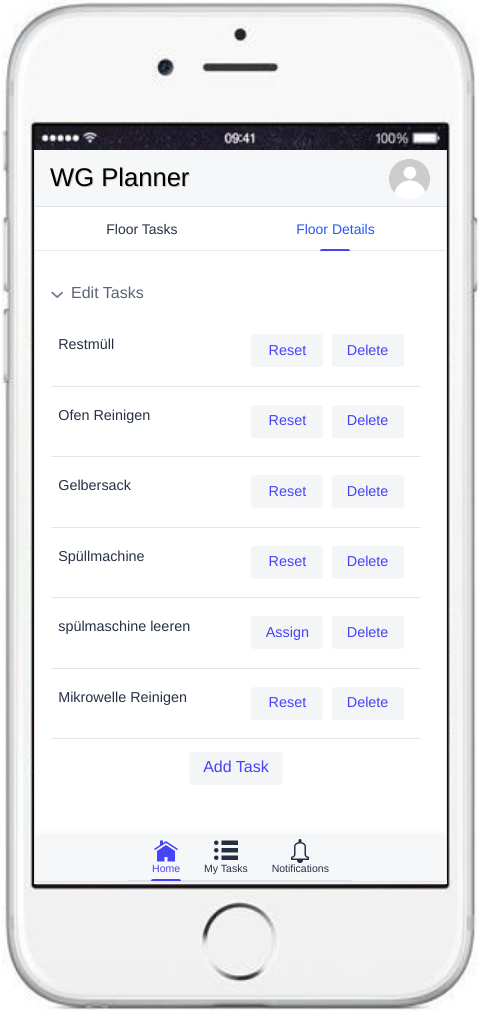 09:41 100%
WG Planner
Floor Tasks Floor Details
Edit Tasks
Restmüll Reset Delete
Ofen Reinigen Reset Delete
Gelbersack Reset Delete
Spüllmachine Reset Delete
spülmaschine leeren Assign Delete
Mikrowelle Reinigen Reset Delete
Add Task
Home My Tasks Notifications